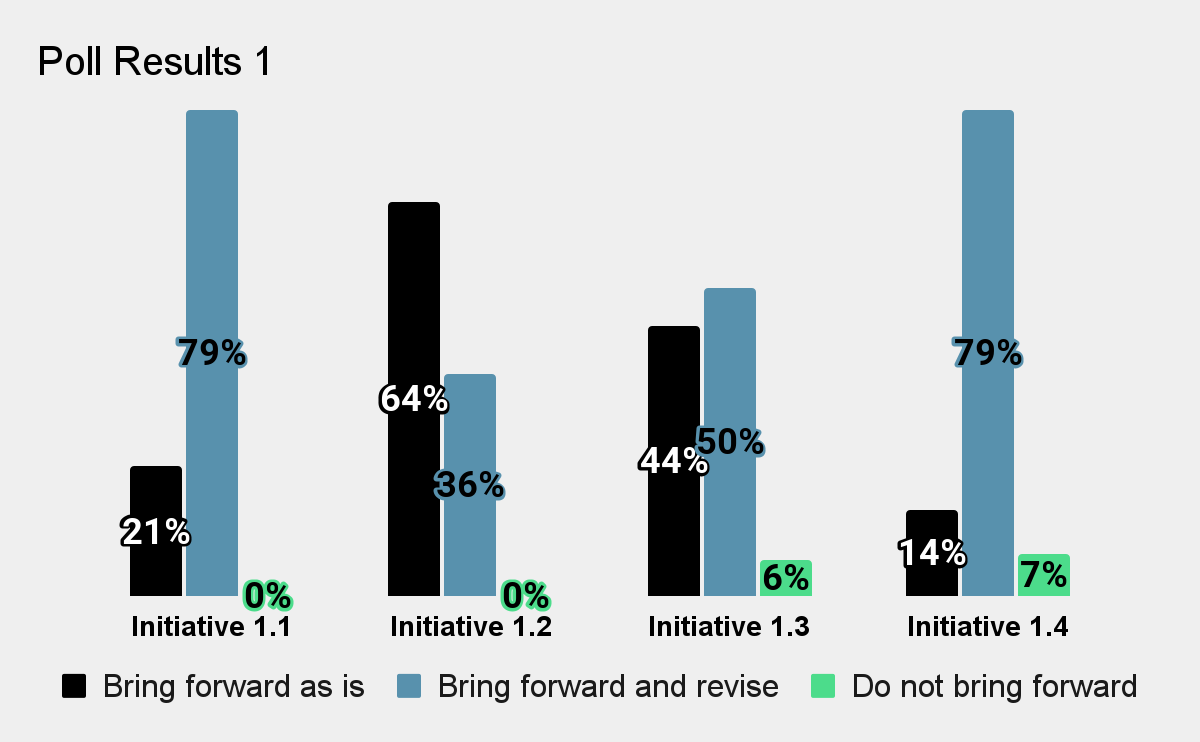 Poll Results 1
79%
64%
36%
50%
44%
79%
21%
14%
0%
0%
6%
7%
Initiative 1.1
Initiative 1.2
Initiative 1.3
Initiative 1.4
Bring forward as is
Bring forward and revise
Do not bring forward